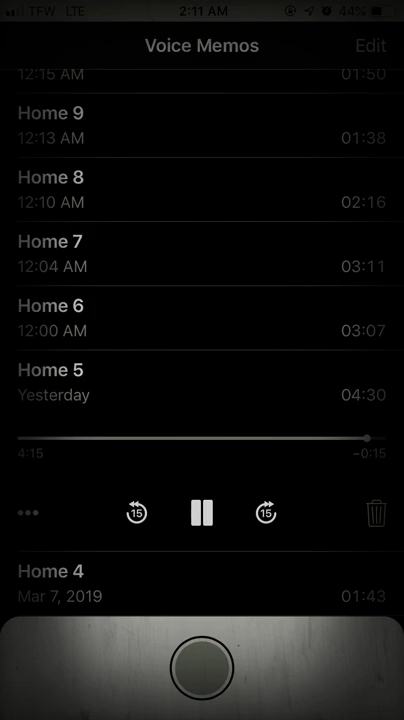 TFW LTE 2:11 AM 44%
Voice Memos Edit
12:15 AM 01:50
Home 9
12:13 AM 01:38
Home 8
12:10 AM 02:16
Home 7
12:04 AM 03:11
Home 6
12:00 AM 03:07
Home 5
Yesterday 04:30
4:15 −0:15
15 15
Home 4
Mar 7, 2019 01:43